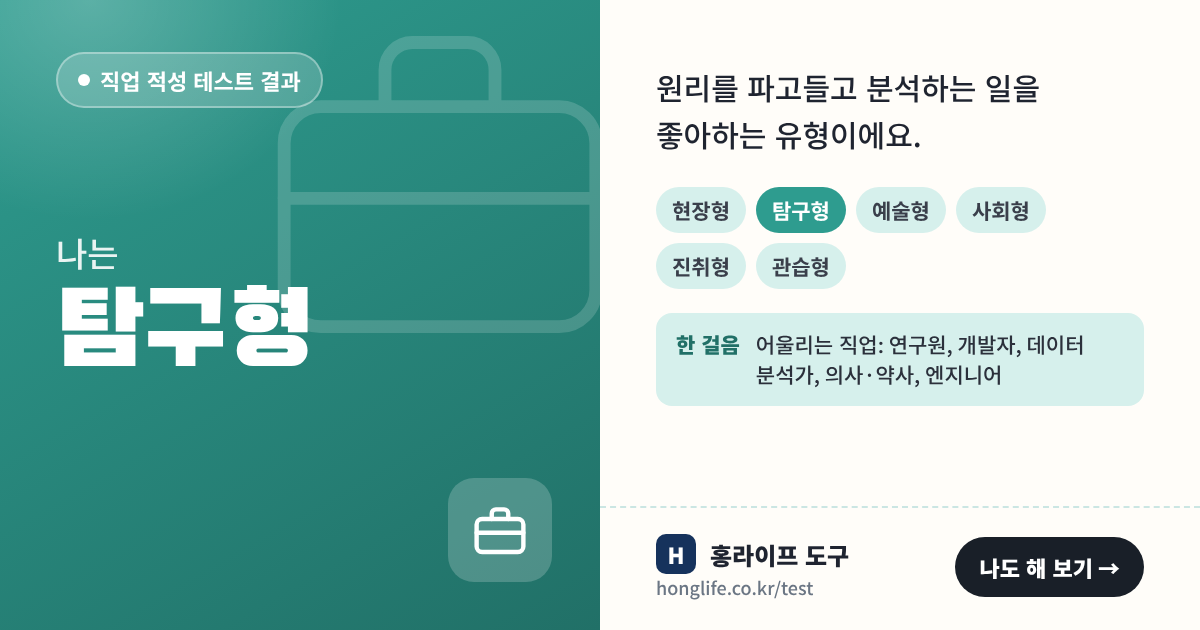 직업 적성 테스트 결과
나는
탐구형
원리를 파고들고 분석하는 일을
좋아하는 유형이에요.
현장형 탐구형 예술형 사회형
진취형 관습형
한 걸음 어울리는 직업: 연구원, 개발자, 데이터
분석가, 의사·약사, 엔지니어
H 홍라이프 도구
honglife.co.kr/test
나도 해 보기 →